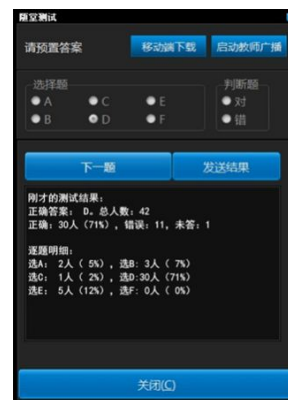 随堂测试
请预置答案
移动端下载
启动教师广播
选择题
判断题
A
C
E
对
B
D
F
错
下一题
发送结果
刚才的测试结果：
正确答案： D。总人数：42
正确：30人（71%），错误：11，未答：1
逐题明细：
选A： 2人（ 5%），选B：3人（ 7%）
选C： 1人（ 2%），选D:30人（71%）
选E： 5人（12%），选F：0人（ 0%）
关闭(C)